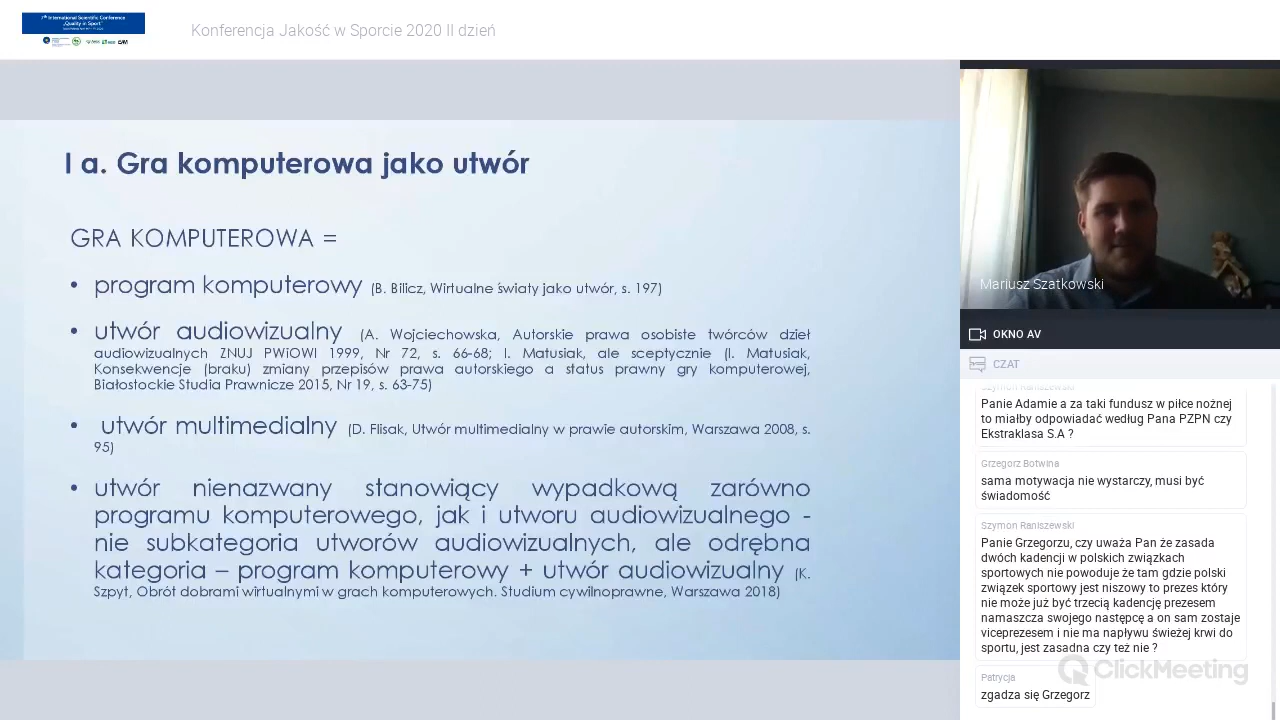 7th International Scientific Conference
„Quality in Sport"
Konferencja Jakość w Sporcie 2020 II dzień
I a. Gra komputerowa jako utwór
GRA KOMPUTEROWA =
• program komputerowy (B. Bilicz, Wirtualne światy jako utwór, s. 197)
• utwór audiowizualny (A. Wojciechowska, Autorskie prawa osobiste twórców dzieł
audiowizualnych ZNUJ PWiOWI 1999, Nr 72, s. 66-68; I. Matusiak, ale sceptycznie (I. Matusiak,
Konsekwencje (braku) zmiany przepisów prawa autorskiego a status prawny gry komputerowej,
Białostockie Studia Prawnicze 2015, Nr 19, s. 63-75)
• utwór multimedialny (D. Flisak, Utwór multimedialny w prawie autorskim, Warszawa 2008, s.
95)
• utwór nienazwany stanowiący wypadkową zarówno
programu komputerowego, jak i utworu audiowizualnego -
nie subkategoria utworów audiowizualnych, ale odrębna
kategoria – program komputerowy + utwór audiowizualny (K.
Szpyt, Obrót dobrami wirtualnymi w grach komputerowych. Studium cywilnoprawne, Warszawa 2018)
Mariusz Szatkowski
OKNO AV
CZAT
Szymon Raniszewski
Panie Adamie a za taki fundusz w piłce nożnej
to miałby odpowiadać według Pana PZPN czy
Ekstraklasa S.A ?
Grzegorz Botwina
sama motywacja nie wystarczy, musi być
świadomość
Szymon Raniszewski
Panie Grzegorzu, czy uważa Pan że zasada
dwóch kadencji w polskich związkach
sportowych nie powoduje że tam gdzie polski
związek sportowy jest niszowy to prezes który
nie może już być trzecią kadencję prezesem
namaszcza swojego następcę a on sam zostaje
viceprezesem i nie ma napływu świeżej krwi do
sportu, jest zasadna czy też nie ?
ClickMeeting
Patrycja
zgadza się Grzegorz